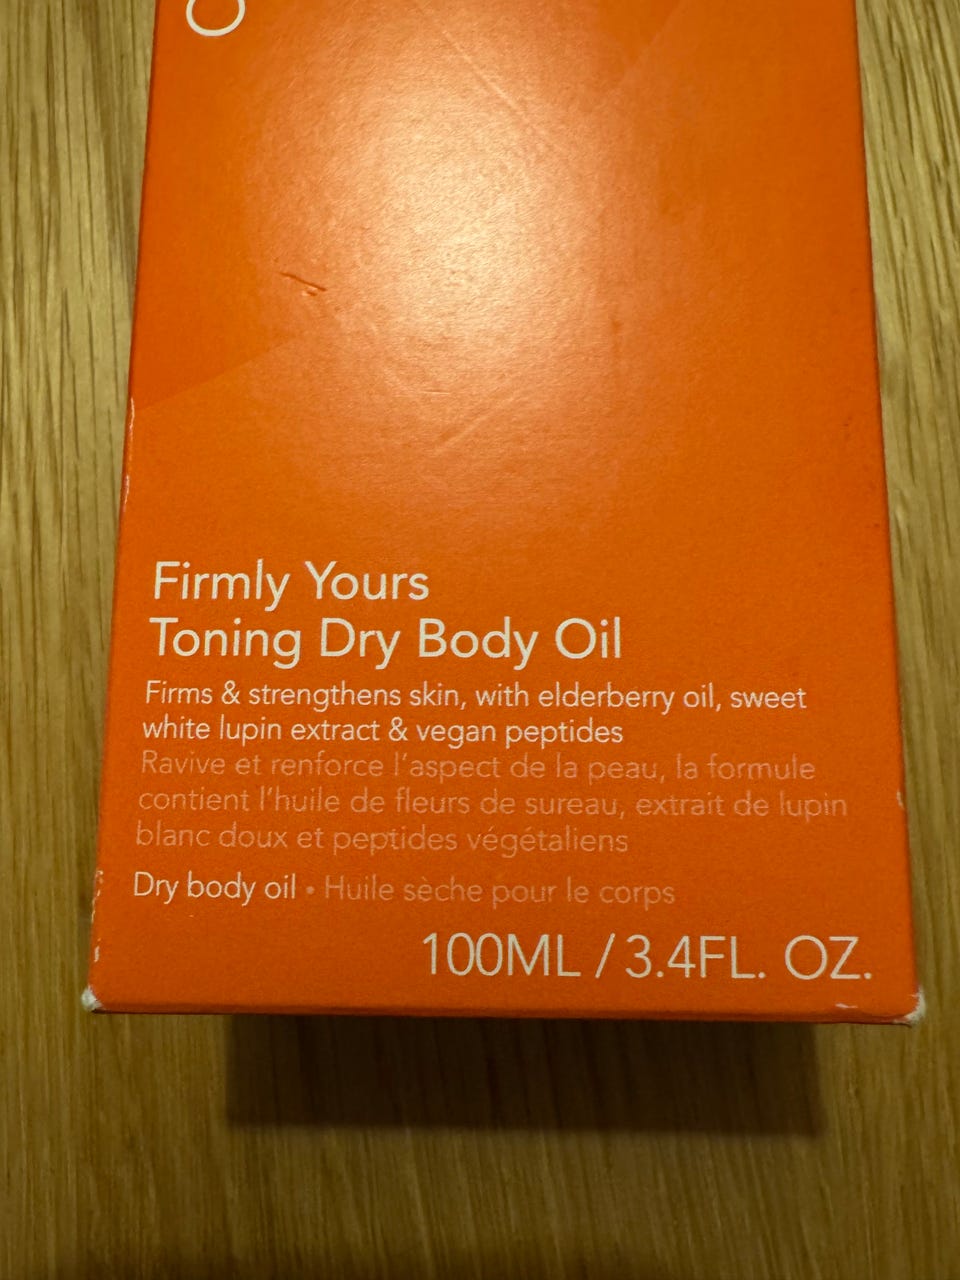 Firmly Yours
Toning Dry Body Oil
Firms & strengthens skin, with elderberry oil, sweet
white lupin extract & vegan peptides
Ravive et renforce l'aspect de la peau, la formule
contient l'huile de fleurs de sureau, extrait de lupin
blanc doux et peptides végétaliens
Dry body oil • Huile sèche pour le corps
100ML / 3.4FL. OZ.